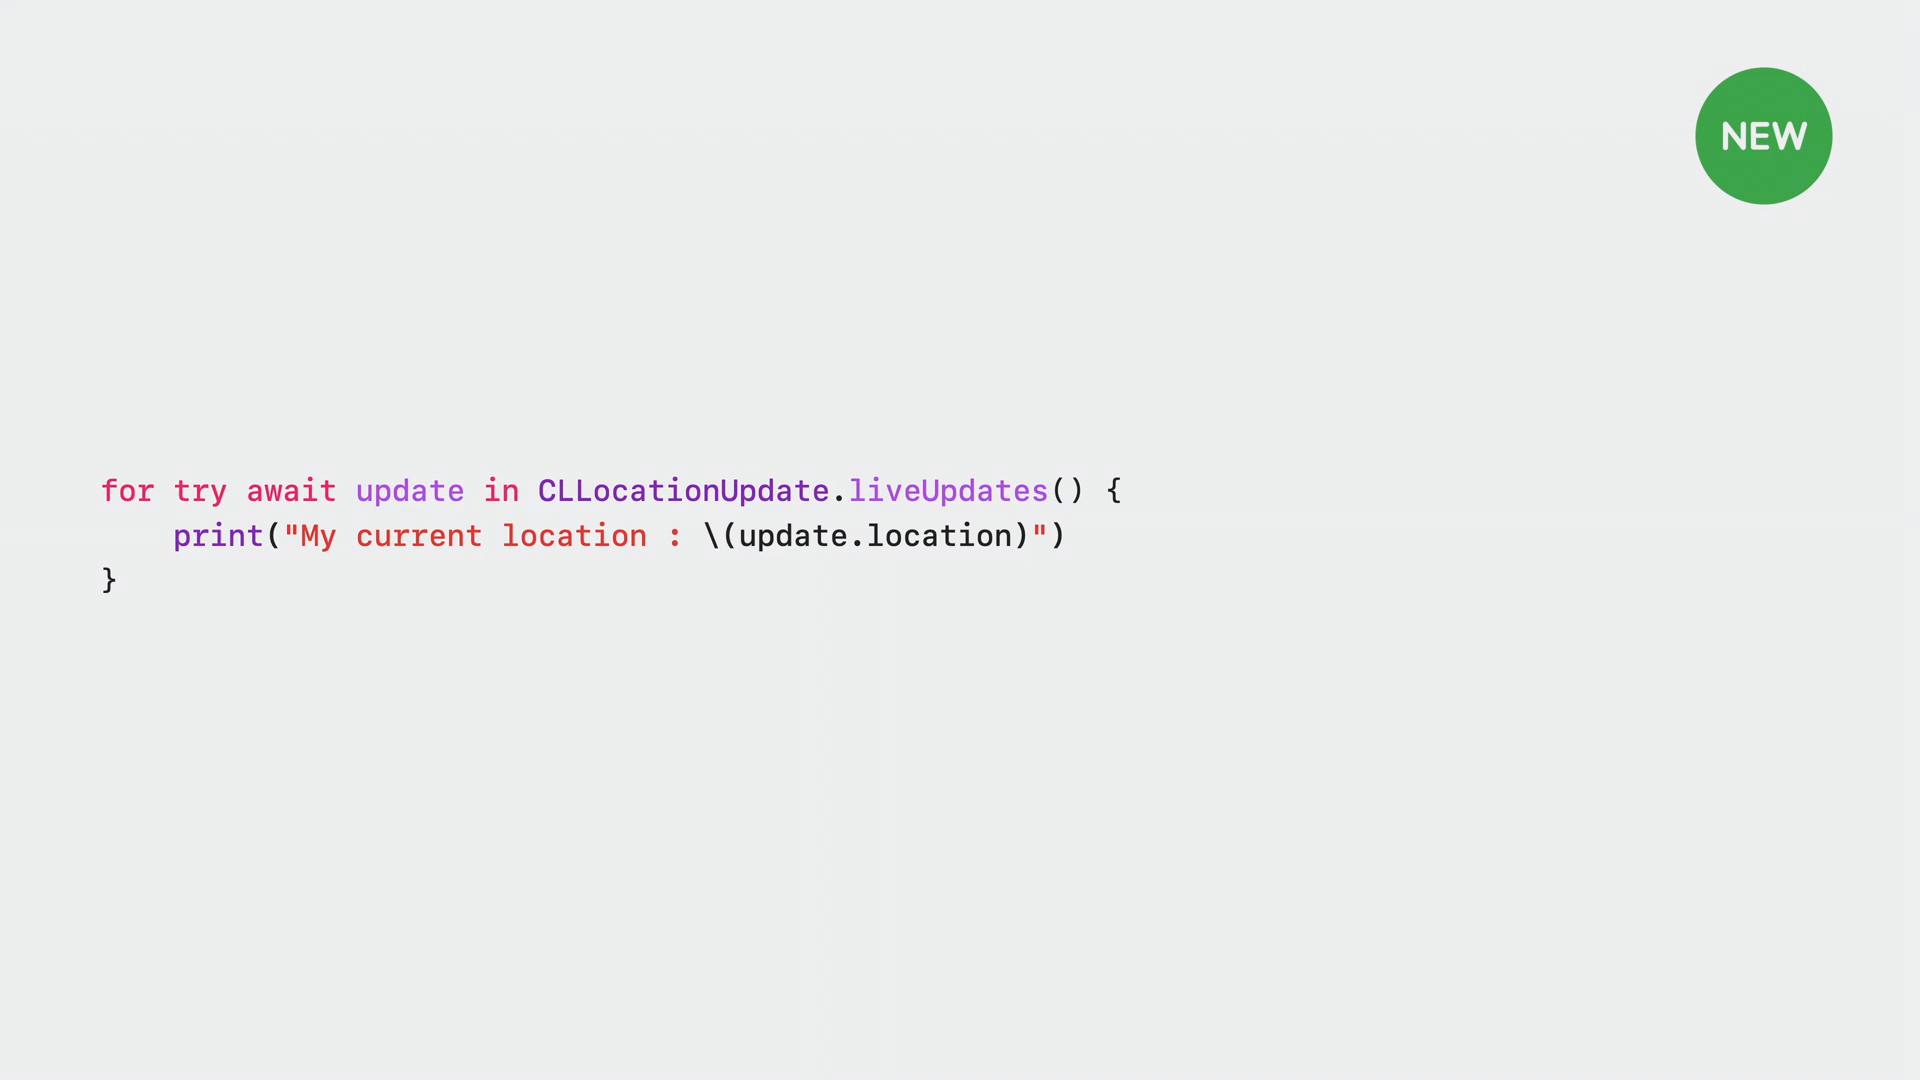 NEW
for try await update in CLLocationUpdate.liveUpdates() {
    print("My current location : \(update.location)")
}